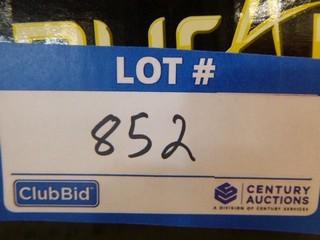 LOT #
852
ClubBid
CENTURY
AUCTIONS
A DIVISION OF CENTURY SERVICES